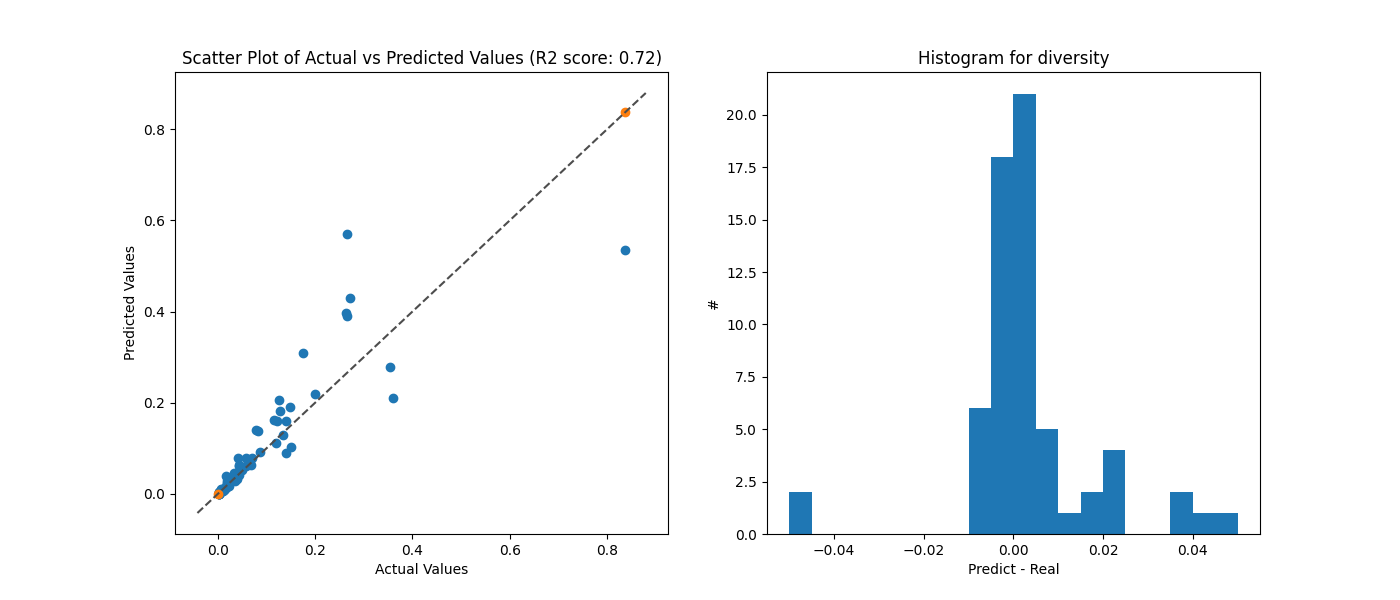 Scatter Plot of Actual vs Predicted Values (R2 score: 0.72)
0.8
0.6
0.4
0.2
0.0
Predicted Values
0.0 0.2 0.4 0.6 0.8
Actual Values
Histogram for diversity
20.0
17.5
15.0
12.5
10.0
7.5
5.0
2.5
0.0
#
−0.04 −0.02 0.00 0.02 0.04
Predict - Real